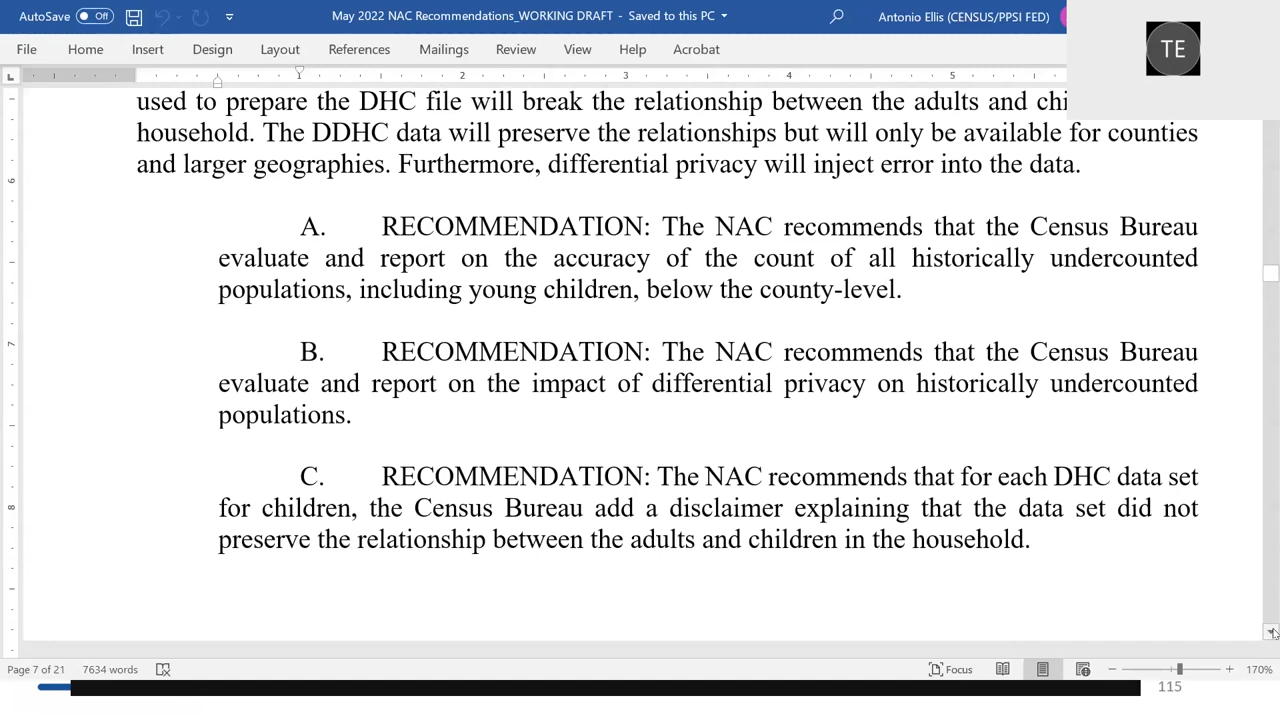 AutoSave Off May 2022 NAC Recommendations_WORKING DRAFT - Saved to this PC Antonio Ellis (CENSUS/PPSI FED)
TE
File Home Insert Design Layout References Mailings Review View Help Acrobat
1 2 3 4 5
used to prepare the DHC file will break the relationship between the adults and
household. The DDHC data will preserve the relationships but will only be available for counties
and larger geographies. Furthermore, differential privacy will inject error into the data.
6
A. RECOMMENDATION: The NAC recommends that the Census Bureau
evaluate and report on the accuracy of the count of all historically undercounted
populations, including young children, below the county-level.
7
B. RECOMMENDATION: The NAC recommends that the Census Bureau
evaluate and report on the impact of differential privacy on historically undercounted
populations.
C. RECOMMENDATION: The NAC recommends that for each DHC data set
8
for children, the Census Bureau add a disclaimer explaining that the data set did not
preserve the relationship between the adults and children in the household.
Page 7 of 21 7634 words Focus 170%
115